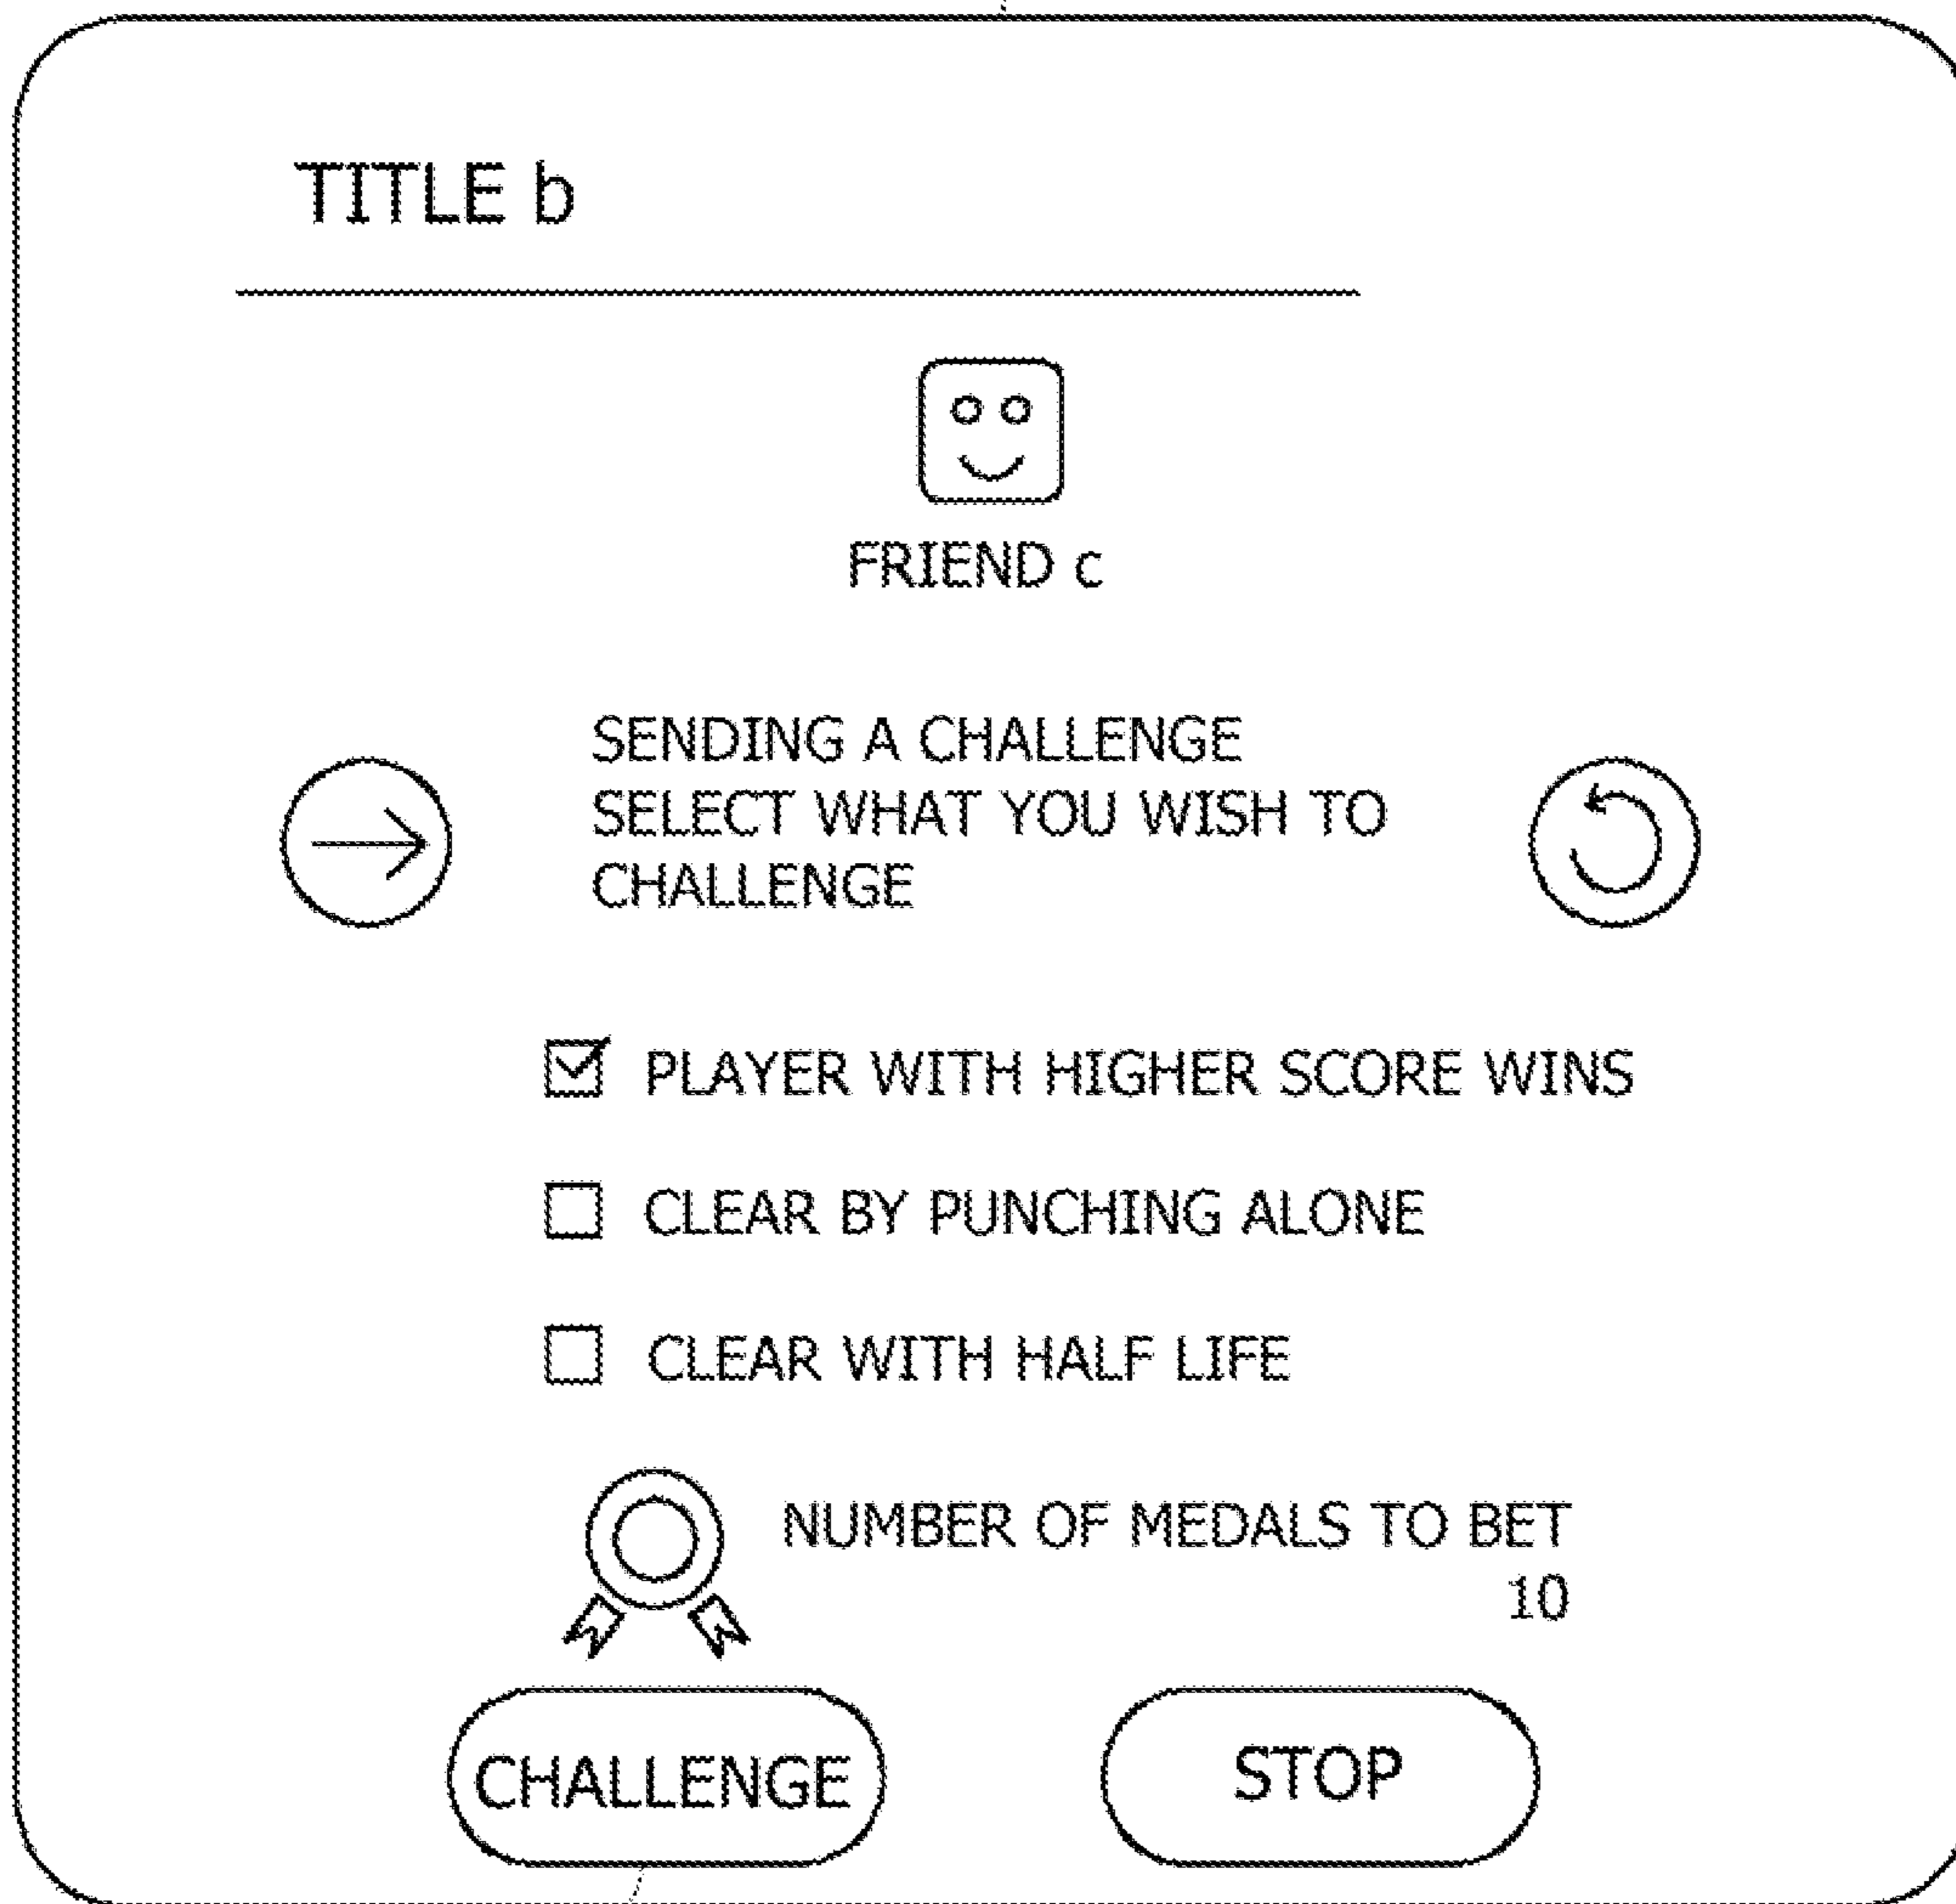 TITLE b
FRIEND c
SENDING A CHALLENGE
SELECT WHAT YOU WISH TO
CHALLENGE
PLAYER WITH HIGHER SCORE WINS
CLEAR BY PUNCHING ALONE
CLEAR WITH HALF LIFE
NUMBER OF MEDALS TO BET
10
CHALLENGE
STOP